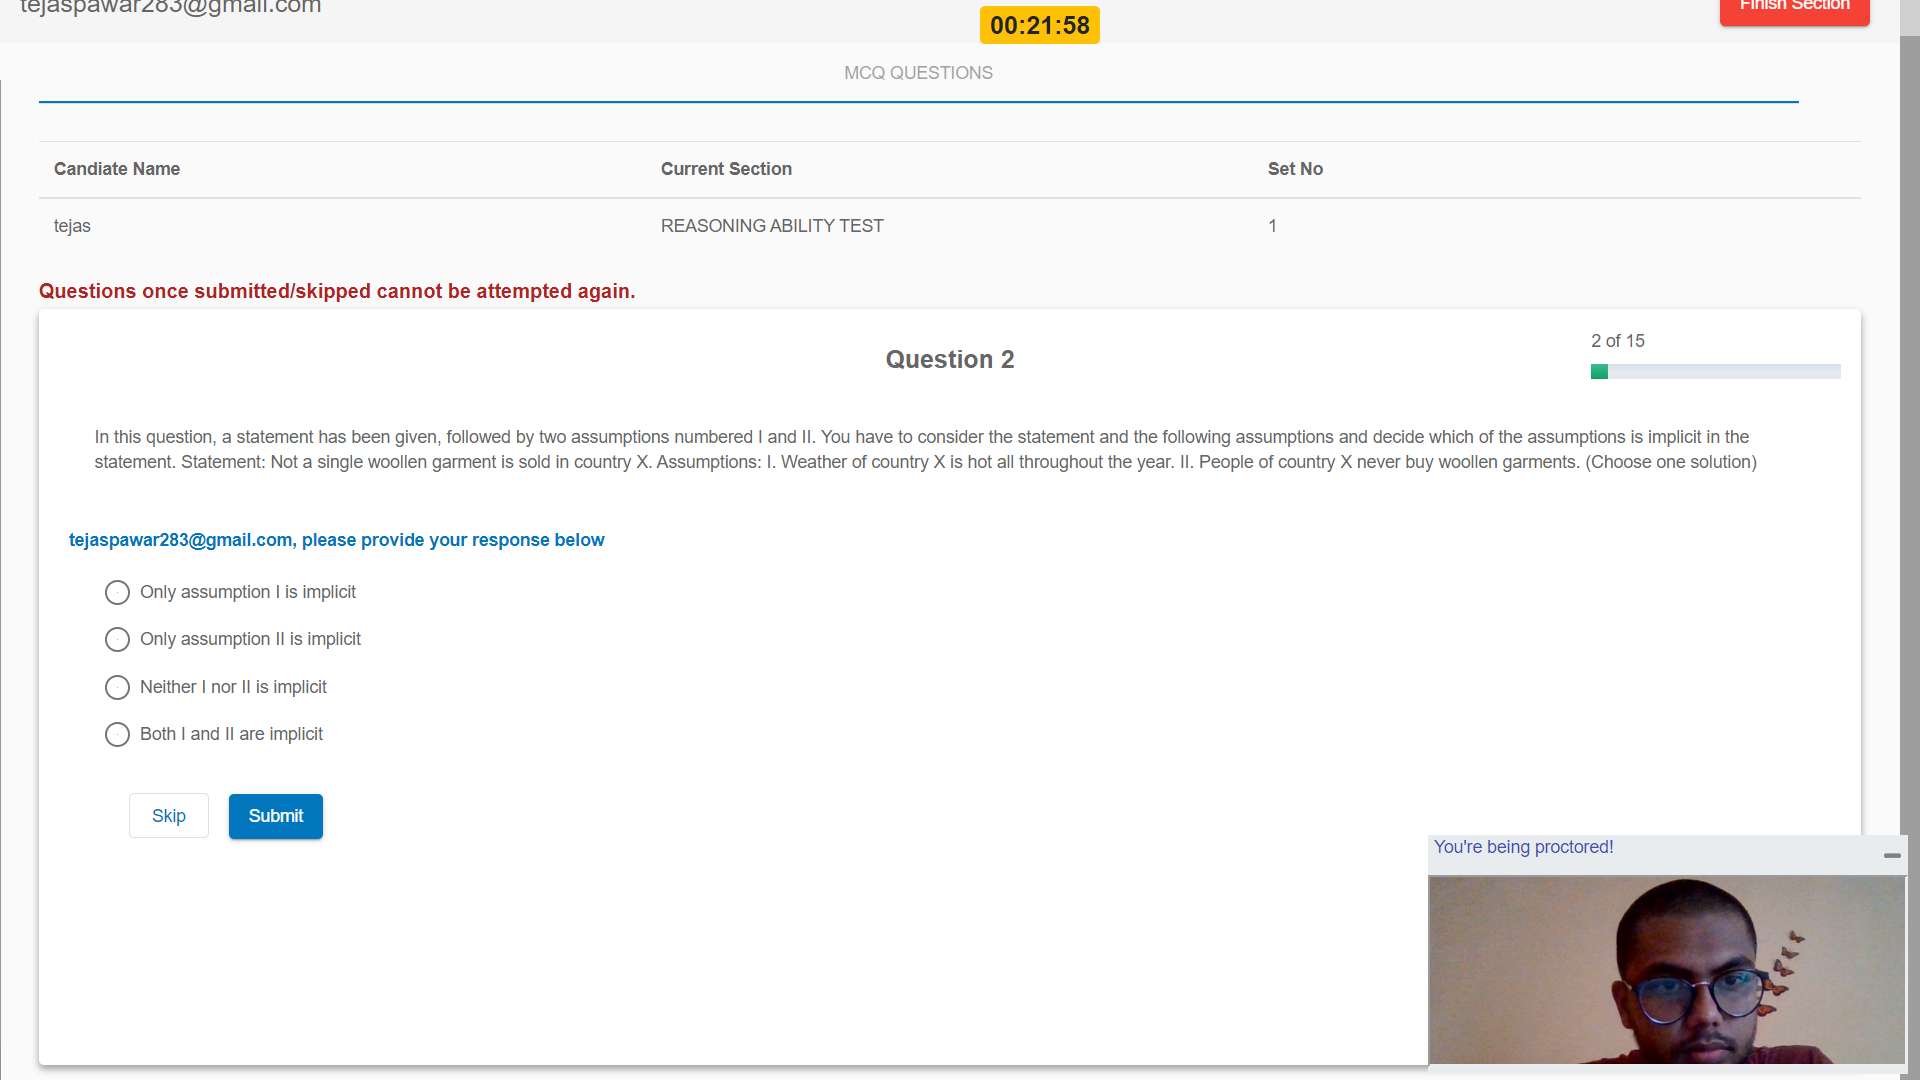 tejaspawar283@gmail.com
00:21:58
Finish Section
MCQ QUESTIONS
Candiate Name Current Section Set No
tejas REASONING ABILITY TEST 1
Questions once submitted/skipped cannot be attempted again.
2 of 15
Question 2
In this question, a statement has been given, followed by two assumptions numbered I and II. You have to consider the statement and the following assumptions and decide which of the assumptions is implicit in the
statement. Statement: Not a single woollen garment is sold in country X. Assumptions: I. Weather of country X is hot all throughout the year. II. People of country X never buy woollen garments. (Choose one solution)
tejaspawar283@gmail.com, please provide your response below
Only assumption I is implicit
Only assumption II is implicit
Neither I nor II is implicit
Both I and II are implicit
Skip Submit
You're being proctored!